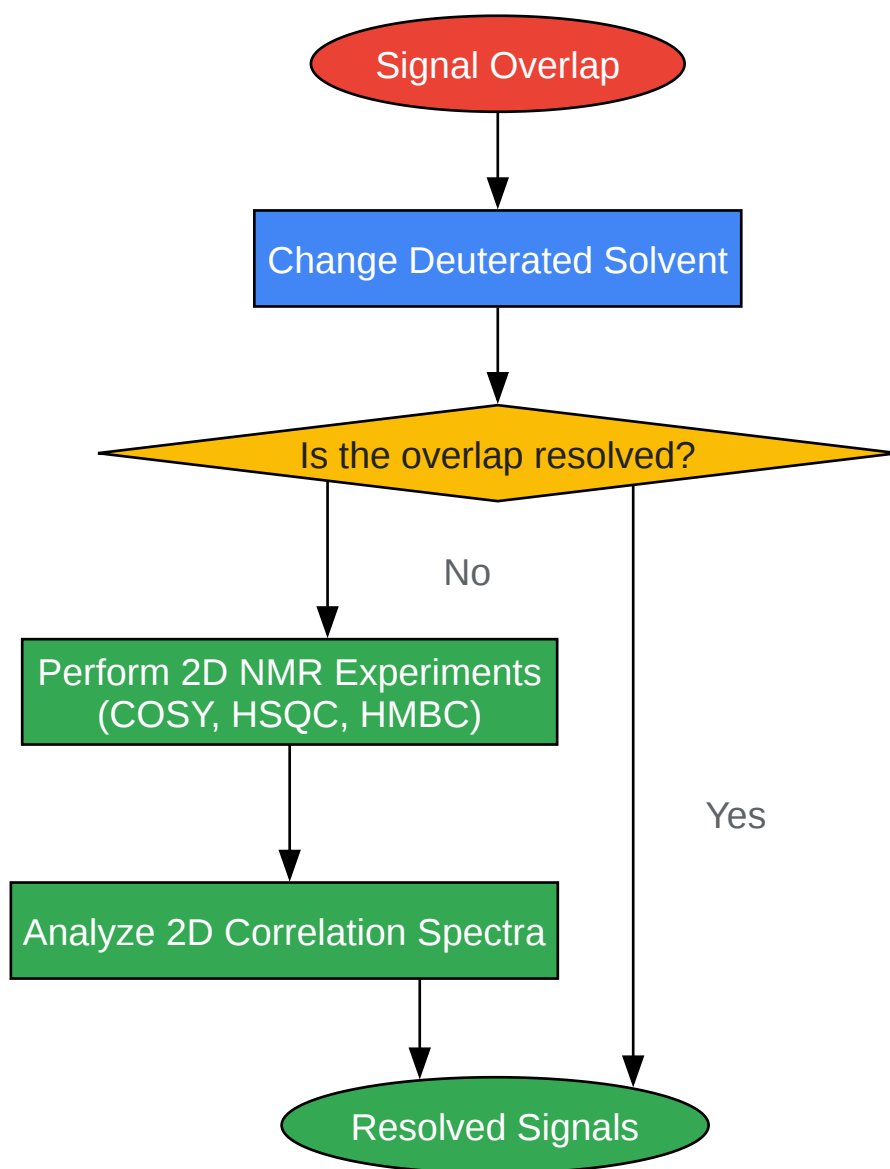 Signal Overlap
Change Deuterated Solvent
Is the overlap resolved?
No
Perform 2D NMR Experiments
(COSY, HSQC, HMBC)
Yes
Analyze 2D Correlation Spectra
Resolved Signals